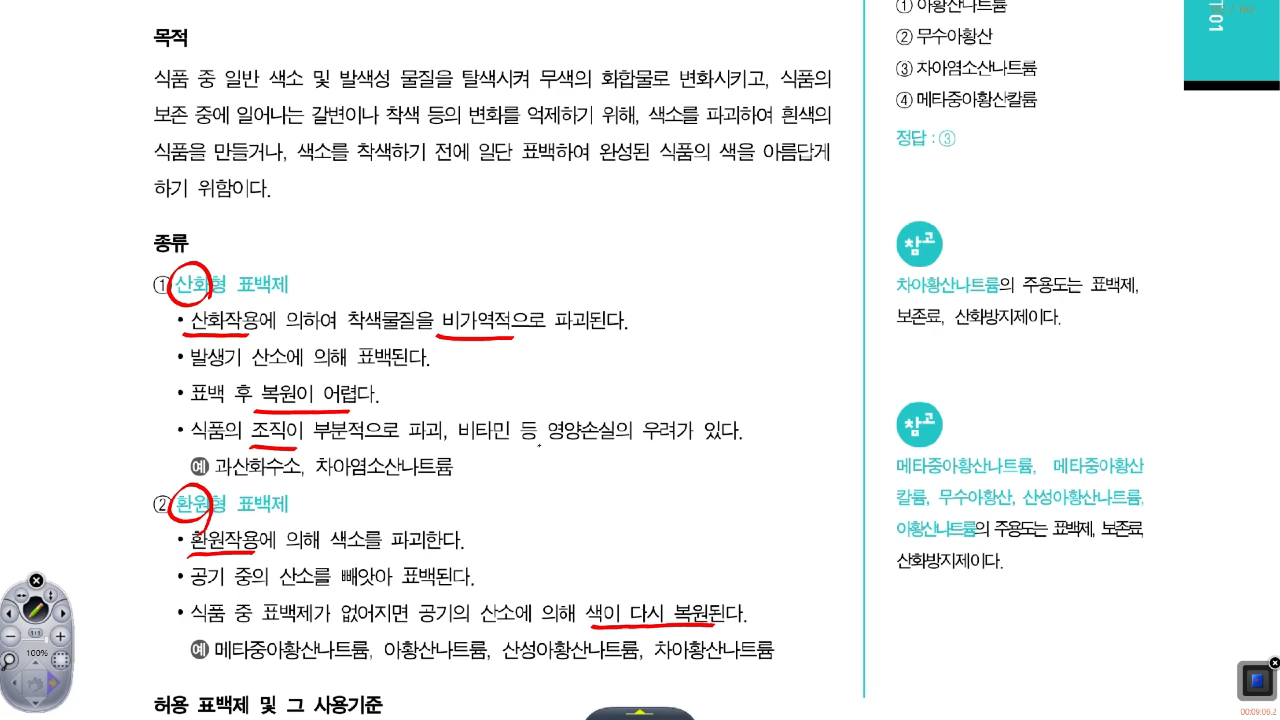 목적
식품 중 일반 색소 및 발색성 물질을 탈색시켜 무색의 화합물로 변화시키고, 식품의
보존 중에 일어나는 갈변이나 착색 등의 변화를 억제하기 위해, 색소를 파괴하여 흰색의
식품을 만들거나, 색소를 착색하기 전에 일단 표백하여 완성된 식품의 색을 아름답게
하기 위함이다.
종류
① 산화형 표백제
• 산화작용에 의하여 착색물질을 비가역적으로 파괴된다.
• 발생기 산소에 의해 표백된다.
• 표백 후 복원이 어렵다.
• 식품의 조직이 부분적으로 파괴, 비타민 등 영양손실의 우려가 있다.
예 과산화수소, 차아염소산나트륨
② 환원형 표백제
• 환원작용에 의해 색소를 파괴한다.
• 공기 중의 산소를 빼앗아 표백된다.
• 식품 중 표백제가 없어지면 공기의 산소에 의해 색이 다시 복원된다.
예 메타중아황산나트륨, 아황산나트륨, 산성아황산나트륨, 차아황산나트륨
허용 표백제 및 그 사용기준
① 아황산나트륨
② 무수아황산
③ 차아염소산나트륨
④ 메타중아황산칼륨
정답 : ③
참고
차아황산나트륨의 주용도는 표백제,
보존료, 산화방지제이다.
참고
메타중아황산나트륨, 메타중아황산
칼륨, 무수아황산, 산성아황산나트륨,
아황산나트륨의 주용도는 표백제, 보존료,
산화방지제이다.
T 01
100%
00:09:06.2